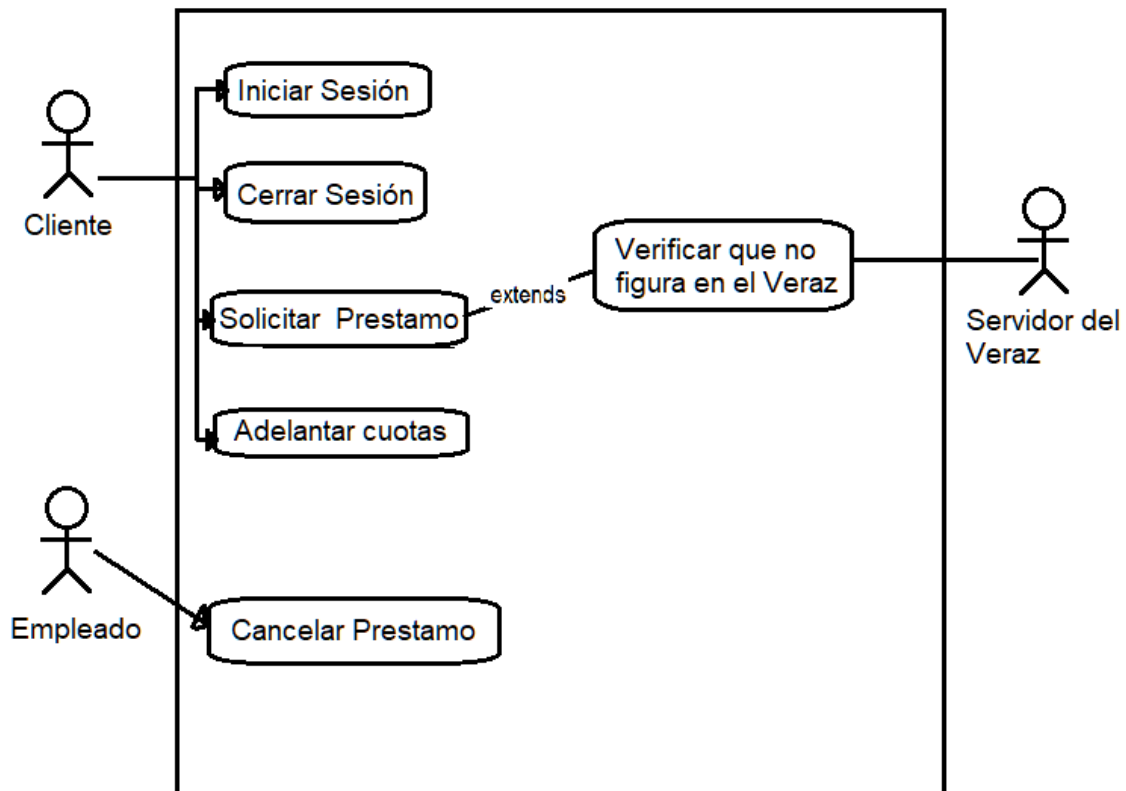 Iniciar Sesión
Cliente
Cerrar Sesión
Verificar que no
figura en el Veraz
extends
Solicitar Prestamo
Servidor del
Veraz
Adelantar cuotas
Empleado
Cancelar Prestamo